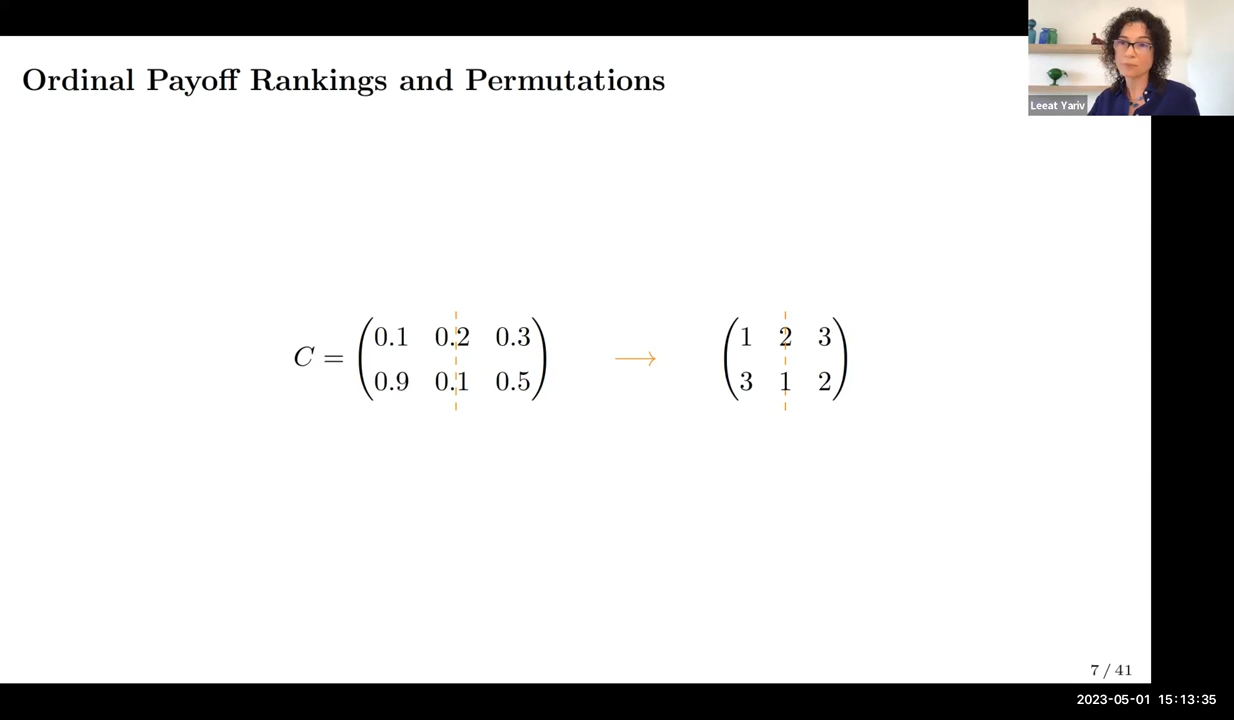 Ordinal Payoff Rankings and Permutations
Leeat Yariv
C = (0.1 0.2 0.3
0.9 0.1 0.5)
⟶
(1 2 3
3 1 2)
7 / 41
2023-05-01 15:13:35